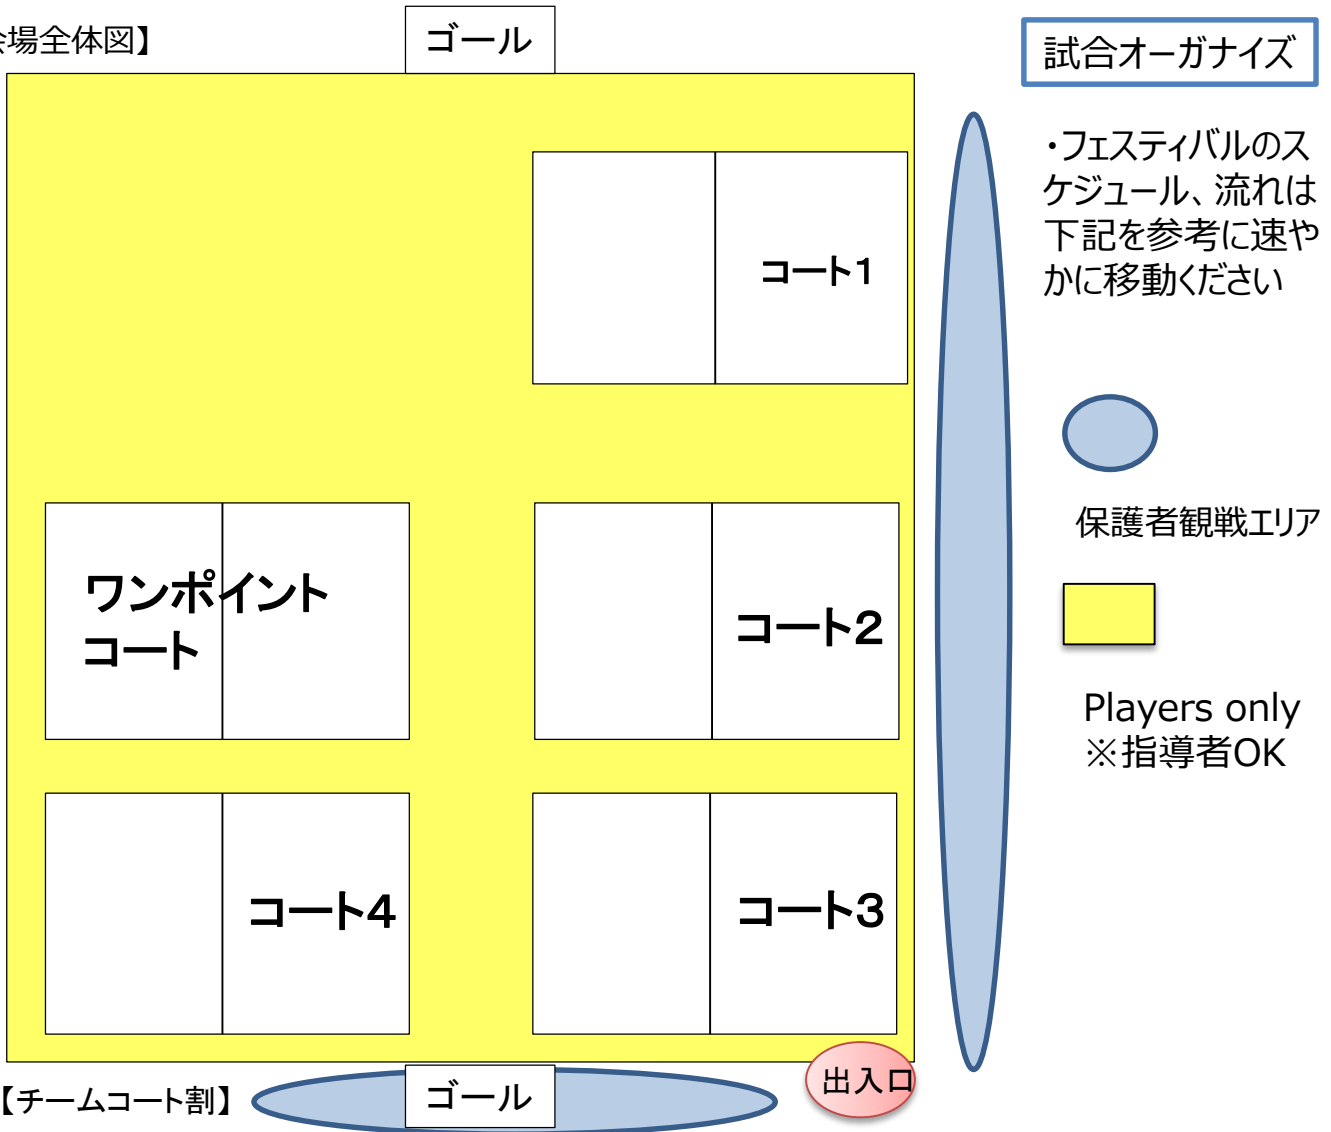 会場全体図】
ゴール
試合オーガナイズ
・フェスティバルのス
ケジュール、流れは
下記を参考に速や
かに移動ください
コート1
保護者観戦エリア
ワンポイント
コート
コート2
Players only
※指導者OK
コート4
コート3
出入口
【チームコート割】
ゴール